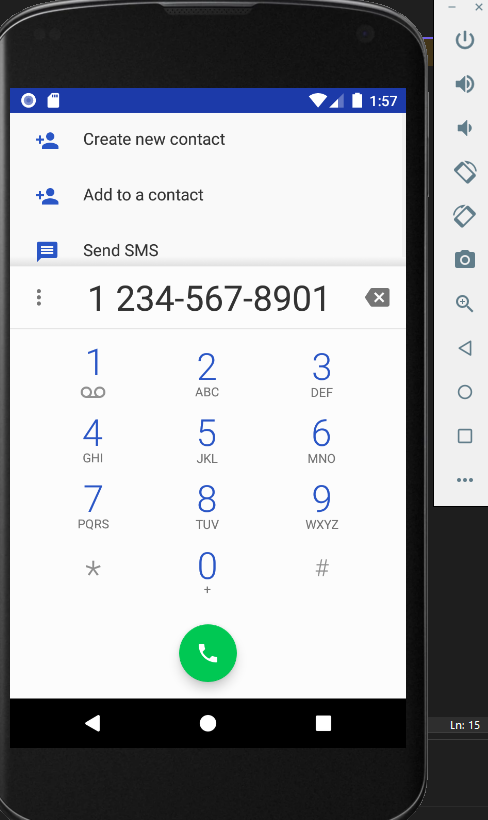 1:57
Create new contact
Add to a contact
Send SMS
1 234-567-8901
1 2 3
ABC DEF
4 5 6
GHI JKL MNO
7 8 9
PQRS TUV WXYZ
* 0 #
+
Ln: 15